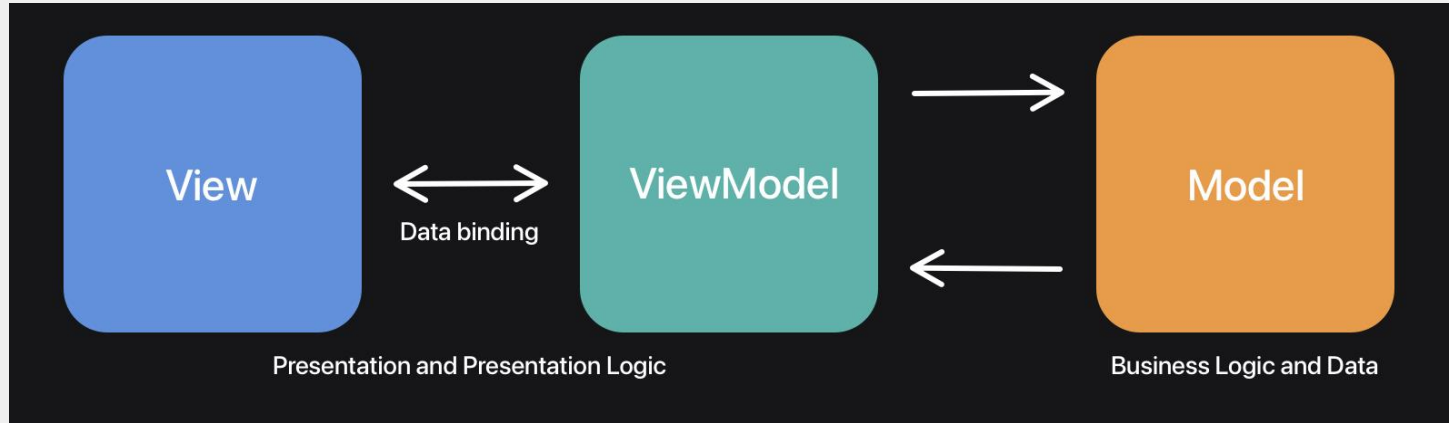 View
ViewModel
Model
Data binding
Presentation and Presentation Logic
Business Logic and Data